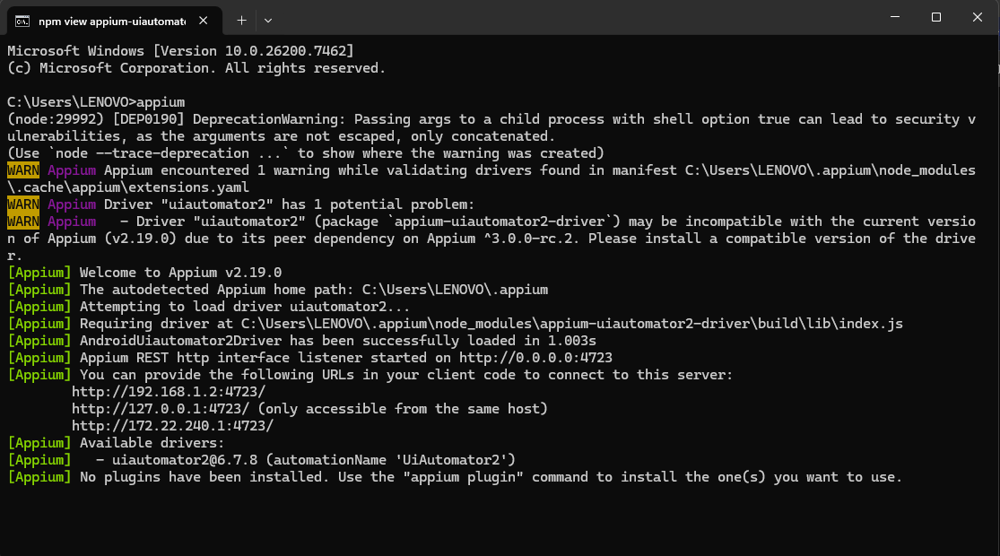 npm view appium-uiautomat
Microsoft Windows [Version 10.0.26200.7462]
(c) Microsoft Corporation. All rights reserved.
C:\Users\LENOVO>appium
(node:29992) [DEP0190] DeprecationWarning: Passing args to a child process with shell option true can lead to security v
ulnerabilities, as the arguments are not escaped, only concatenated.
(Use `node --trace-deprecation ...` to show where the warning was created)
WARN Appium Appium encountered 1 warning while validating drivers found in manifest C:\Users\LENOVO\.appium\node_modules
\.cache\appium\extensions.yaml
WARN Appium Driver "uiautomator2" has 1 potential problem:
WARN Appium   - Driver "uiautomator2" (package `appium-uiautomator2-driver`) may be incompatible with the current versio
n of Appium (v2.19.0) due to its peer dependency on Appium ^3.0.0-rc.2. Please install a compatible version of the drive
r.
[Appium] Welcome to Appium v2.19.0
[Appium] The autodetected Appium home path: C:\Users\LENOVO\.appium
[Appium] Attempting to load driver uiautomator2...
[Appium] Requiring driver at C:\Users\LENOVO\.appium\node_modules\appium-uiautomator2-driver\build\lib\index.js
[Appium] AndroidUiautomator2Driver has been successfully loaded in 1.003s
[Appium] Appium REST http interface listener started on http://0.0.0.0:4723
[Appium] You can provide the following URLs in your client code to connect to this server:
http://192.168.1.2:4723/
http://127.0.0.1:4723/ (only accessible from the same host)
http://172.22.240.1:4723/
[Appium] Available drivers:
[Appium]   - uiautomator2@6.7.8 (automationName 'UiAutomator2')
[Appium] No plugins have been installed. Use the "appium plugin" command to install the one(s) you want to use.